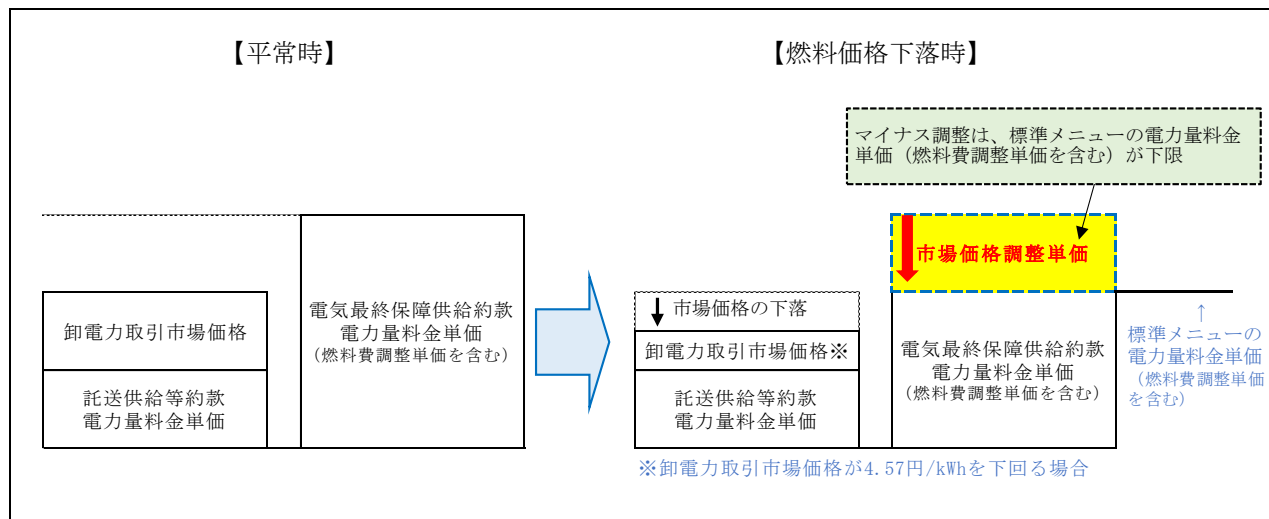 【平常時】
卸電力取引市場価格
託送供給等約款
電力量料金単価
電気最終保障供給約款
電力量料金単価
(燃料費調整単価を含む)
【燃料価格下落時】
マイナス調整は、標準メニューの電力量料金
単価（燃料費調整単価を含む）が下限
市場価格調整単価
↓ 市場価格の下落
卸電力取引市場価格※
託送供給等約款
電力量料金単価
電気最終保障供給約款
電力量料金単価
(燃料費調整単価を含む)
↑
標準メニューの
電力量料金単価
（燃料費調整単価
を含む）
※卸電力取引市場価格が4.57円/kWhを下回る場合